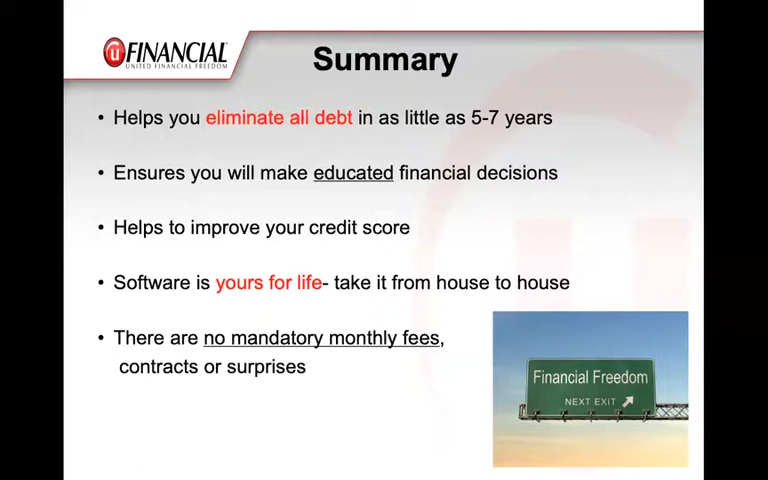 u FINANCIAL
UNITED FINANCIAL FREEDOM
Summary
• Helps you eliminate all debt in as little as 5-7 years
• Ensures you will make educated financial decisions
• Helps to improve your credit score
• Software is yours for life- take it from house to house
• There are no mandatory monthly fees,
contracts or surprises
Financial Freedom
NEXT EXIT